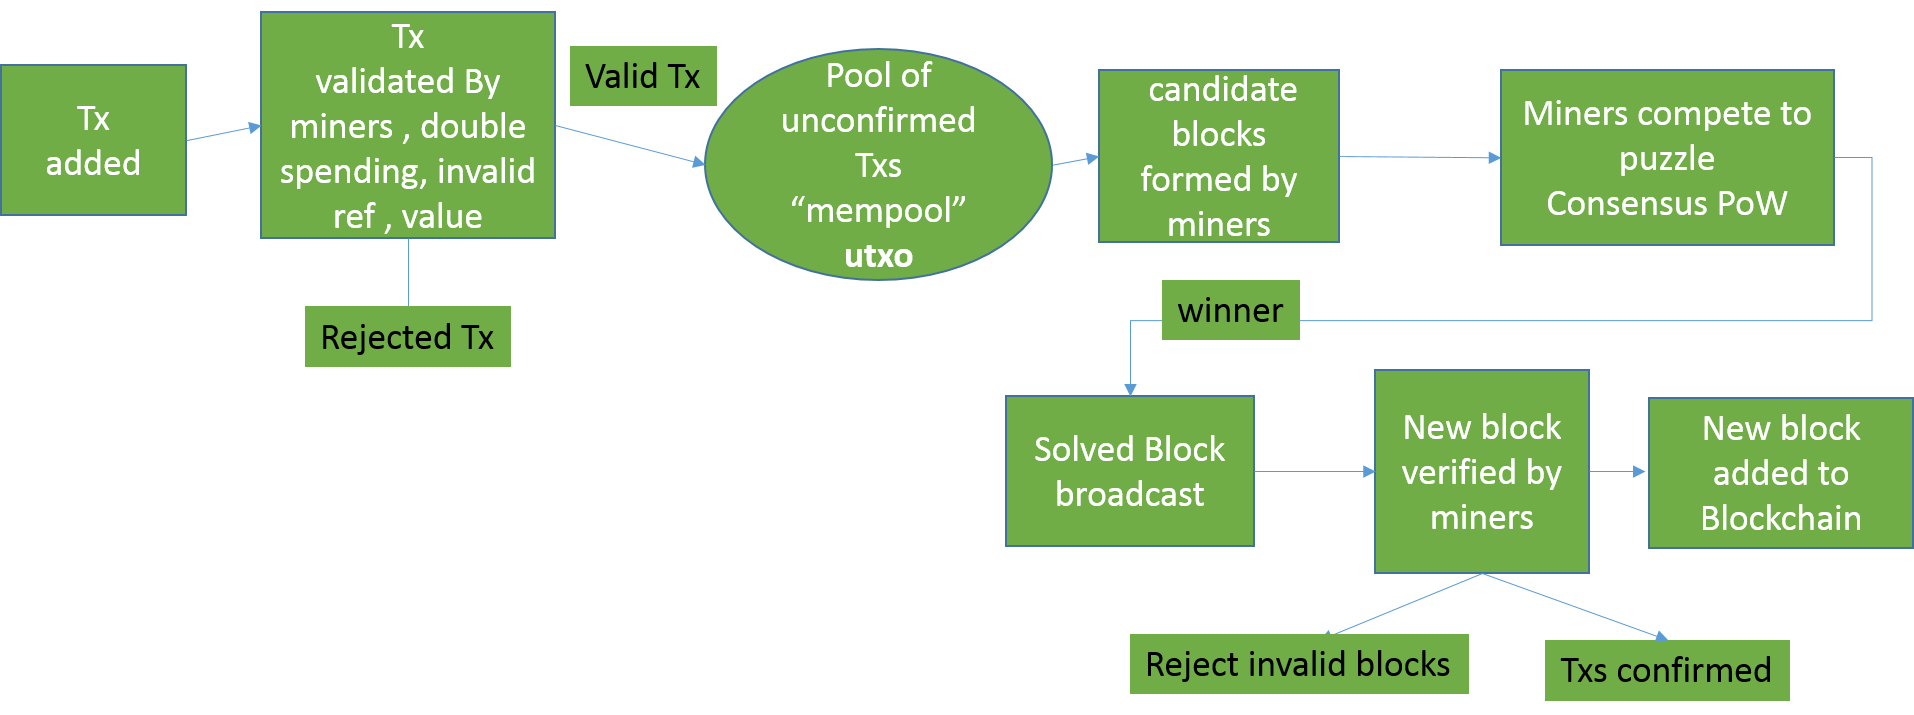 Tx
added
Tx
validated By
miners , double
spending, invalid
ref , value
Rejected Tx
Valid Tx
Pool of
unconfirmed
Txs
“mempool”
utxo
candidate
blocks
formed by
miners
Miners compete to
puzzle
Consensus PoW
winner
Solved Block
broadcast
New block
verified by
miners
New block
added to
Blockchain
Reject invalid blocks
Txs confirmed